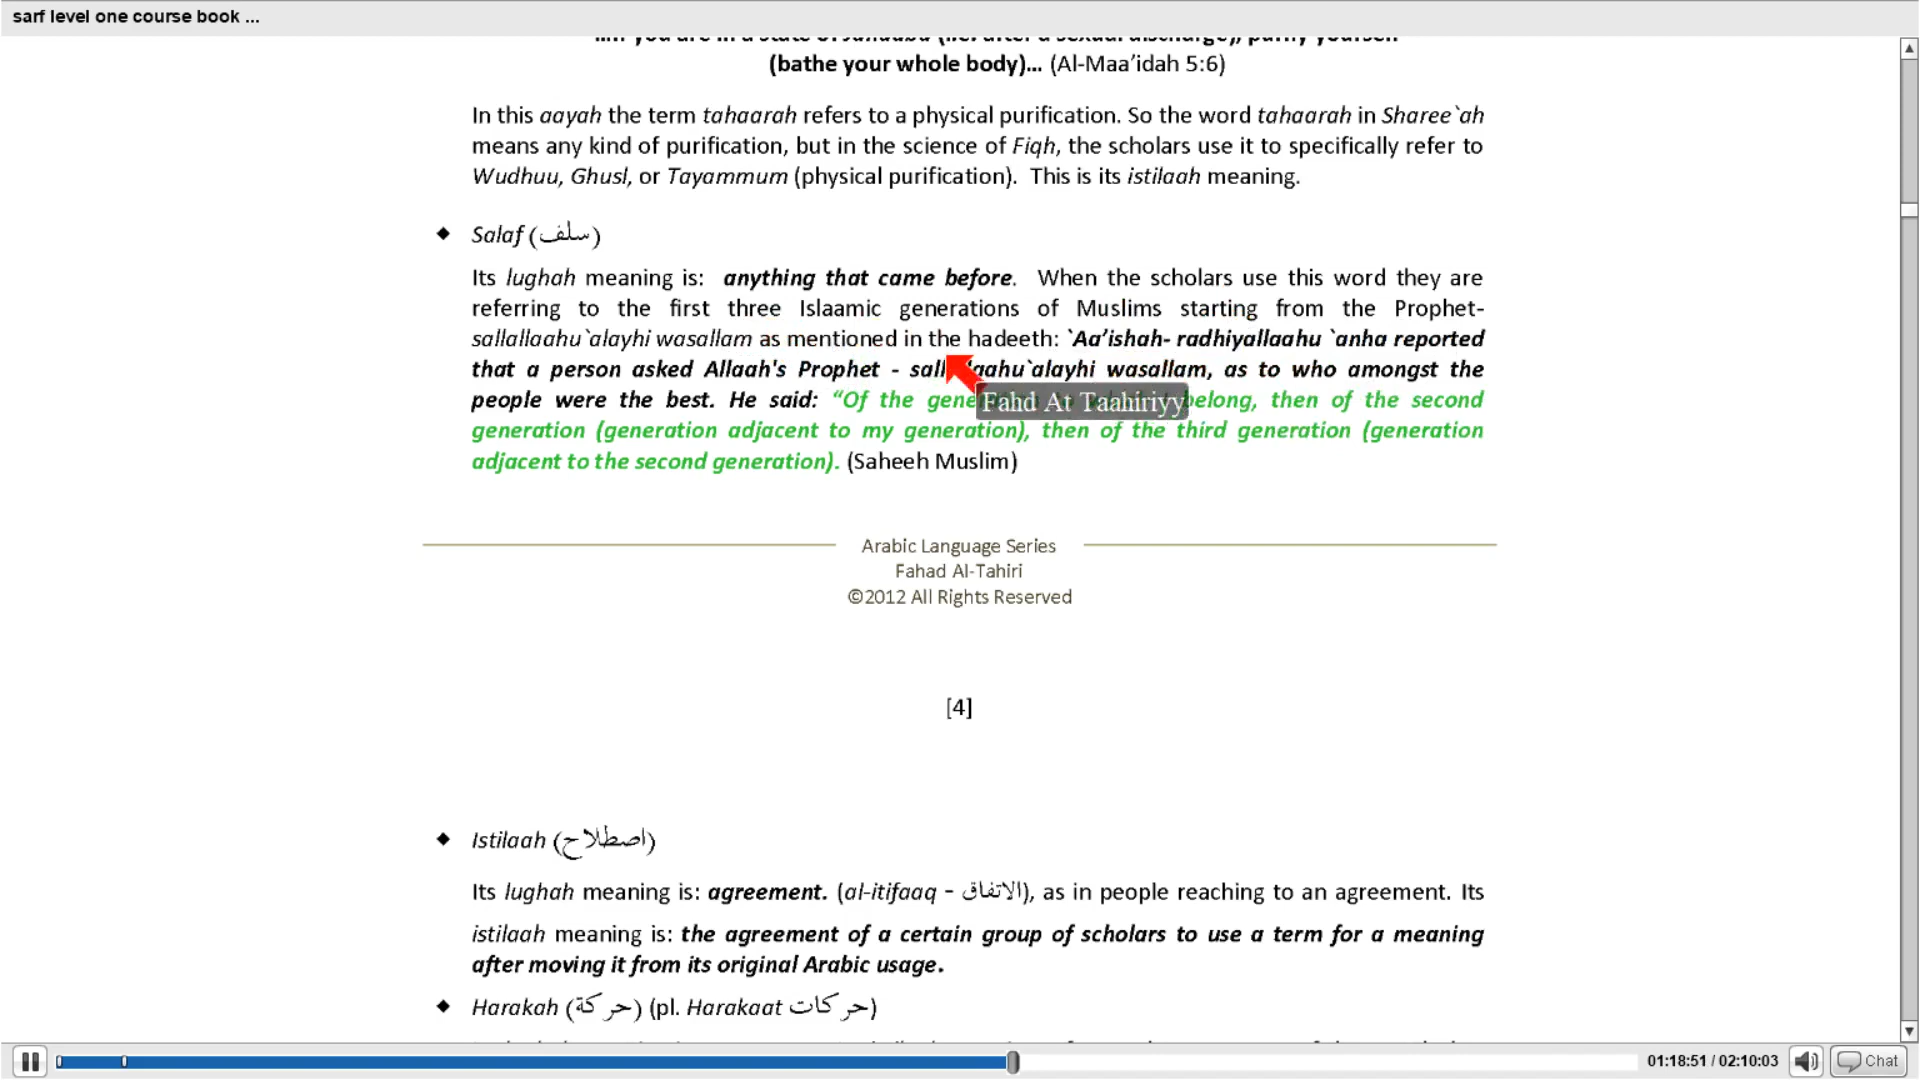 sarf level one course book ...
(bathe your whole body)... (Al-Maa’idah 5:6)
In this aayah the term tahaarah refers to a physical purification. So the word tahaarah in Sharee`ah
means any kind of purification, but in the science of Fiqh, the scholars use it to specifically refer to
Wudhuu, Ghusl, or Tayammum (physical purification). This is its istilaah meaning.
◆ Salaf (سلف)
Its lughah meaning is: anything that came before. When the scholars use this word they are
referring to the first three Islaamic generations of Muslims starting from the Prophet-
sallallaahu`alayhi wasallam as mentioned in the hadeeth: `Aa’ishah- radhiyallaahu `anha reported
that a person asked Allaah's Prophet - wasallam, as to who amongst the
people were the best. He said: “Of the belong, then of the second
Fahd At Taahiriyy
generation (generation adjacent to my generation), then of the third generation (generation
adjacent to the second generation). (Saheeh Muslim)
Arabic Language Series
Fahad Al-Tahiri
©2012 All Rights Reserved
[4]
◆ Istilaah (اصطلاح)
Its lughah meaning is: agreement. (al-itifaaq - الاتفاق), as in people reaching to an agreement. Its
istilaah meaning is: the agreement of a certain group of scholars to use a term for a meaning
after moving it from its original Arabic usage.
◆ Harakah (حركة) (pl. Harakaat حركات)
01:18:51 / 02:10:03
Chat